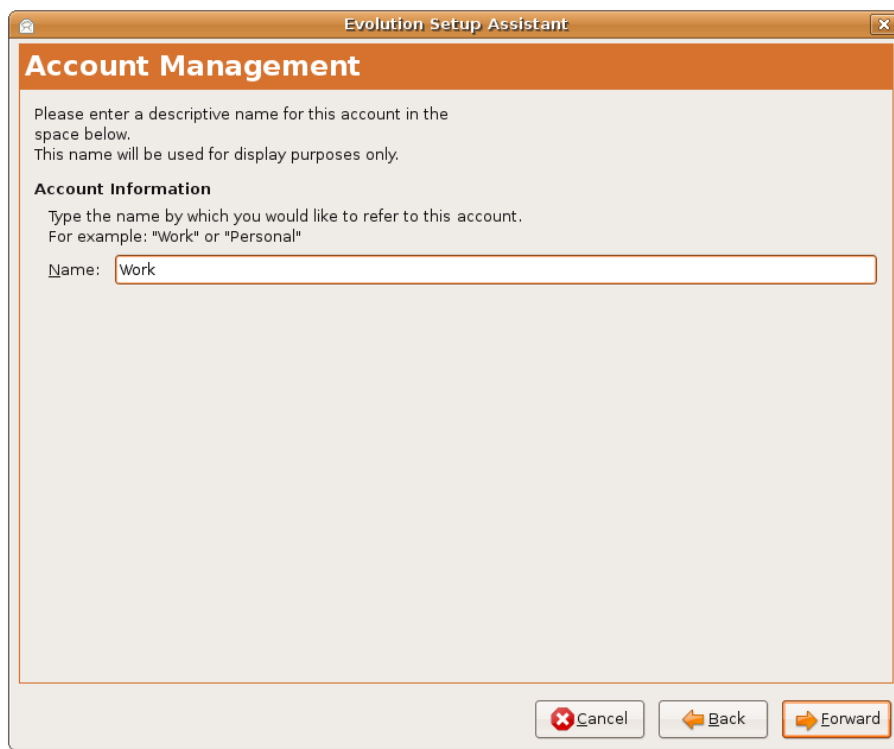 Evolution Setup Assistant
Account Management
Please enter a descriptive name for this account in the
space below.
This name will be used for display purposes only.
Account Information
Type the name by which you would like to refer to this account.
For example: "Work" or "Personal"
Name: Work
Cancel Back Forward